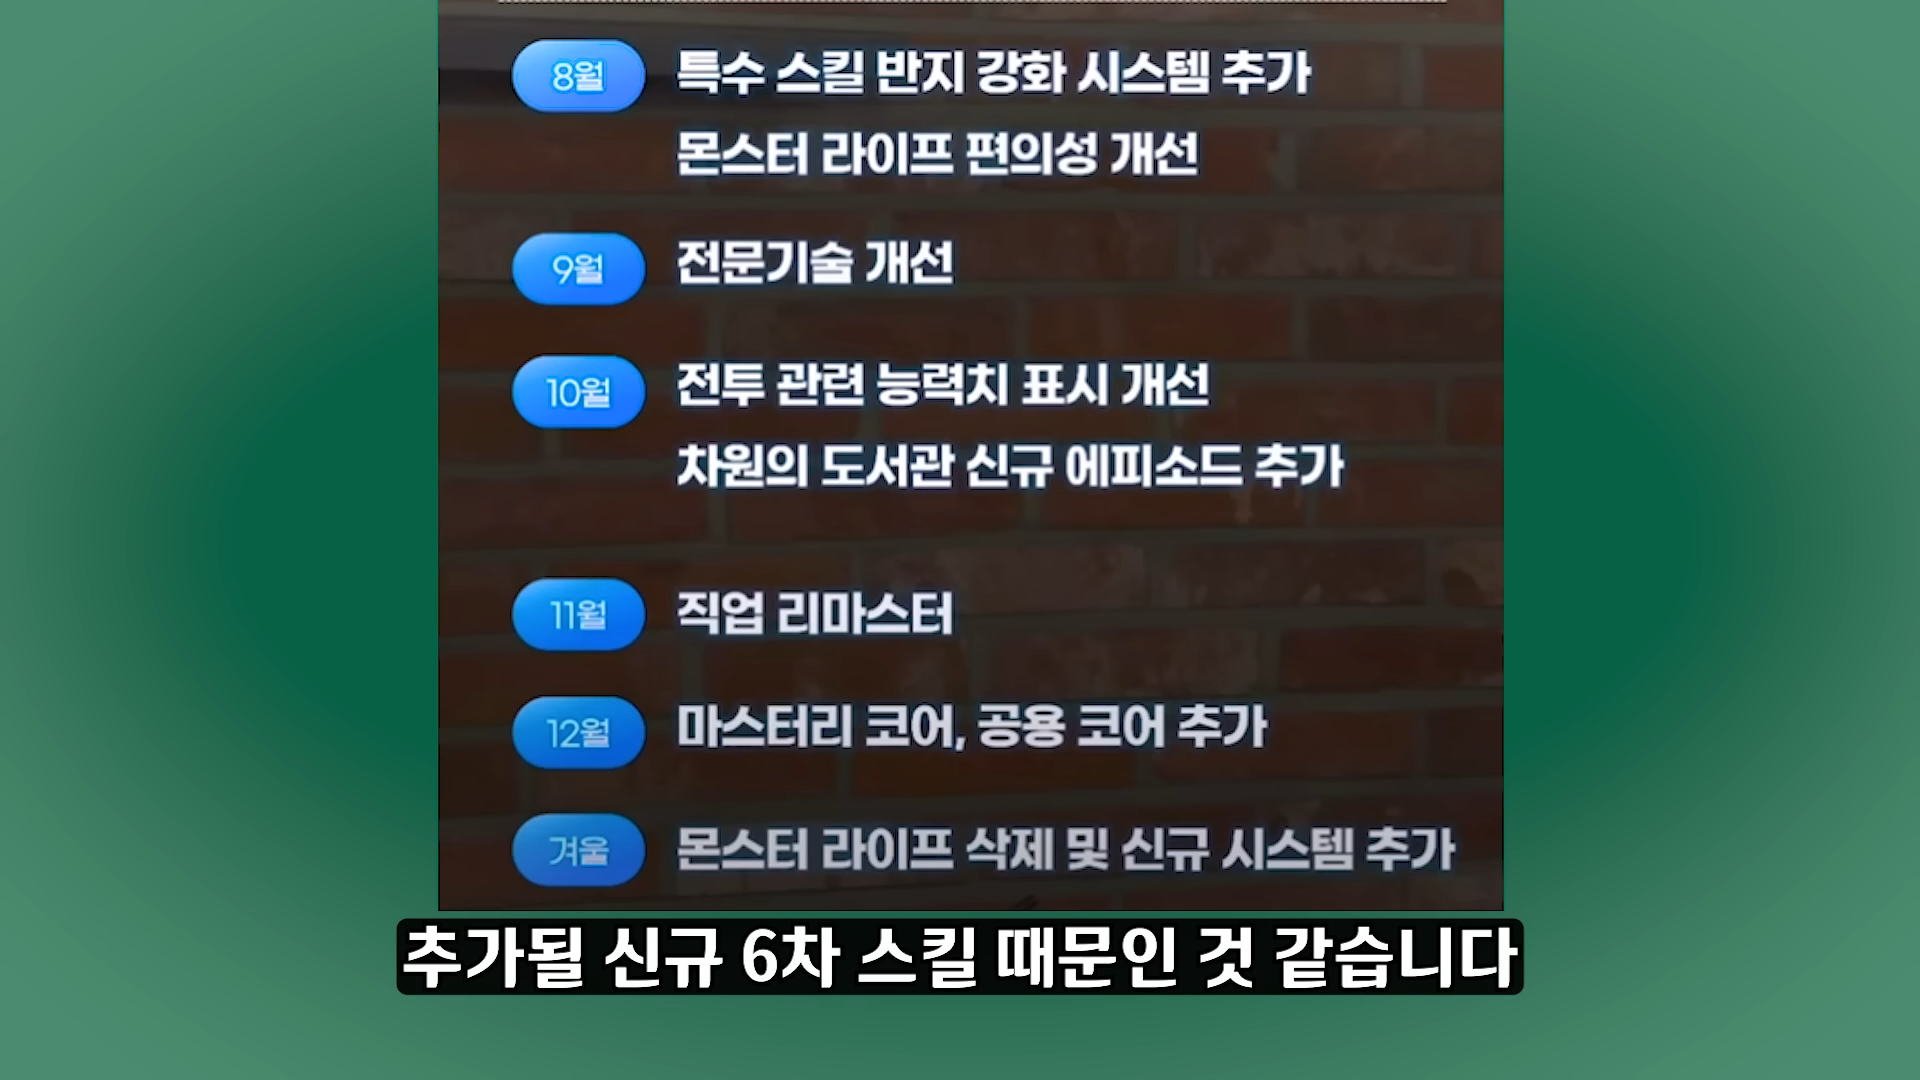 8월 특수 스킬 반지 강화 시스템 추가
몬스터 라이프 편의성 개선
9월 전문기술 개선
10월 전투 관련 능력치 표시 개선
차원의 도서관 신규 에피소드 추가
11월 직업 리마스터
12월 마스터리 코어, 공용 코어 추가
겨울 몬스터 라이프 삭제 및 신규 시스템 추가
추가될 신규 6차 스킬 때문인 것 같습니다